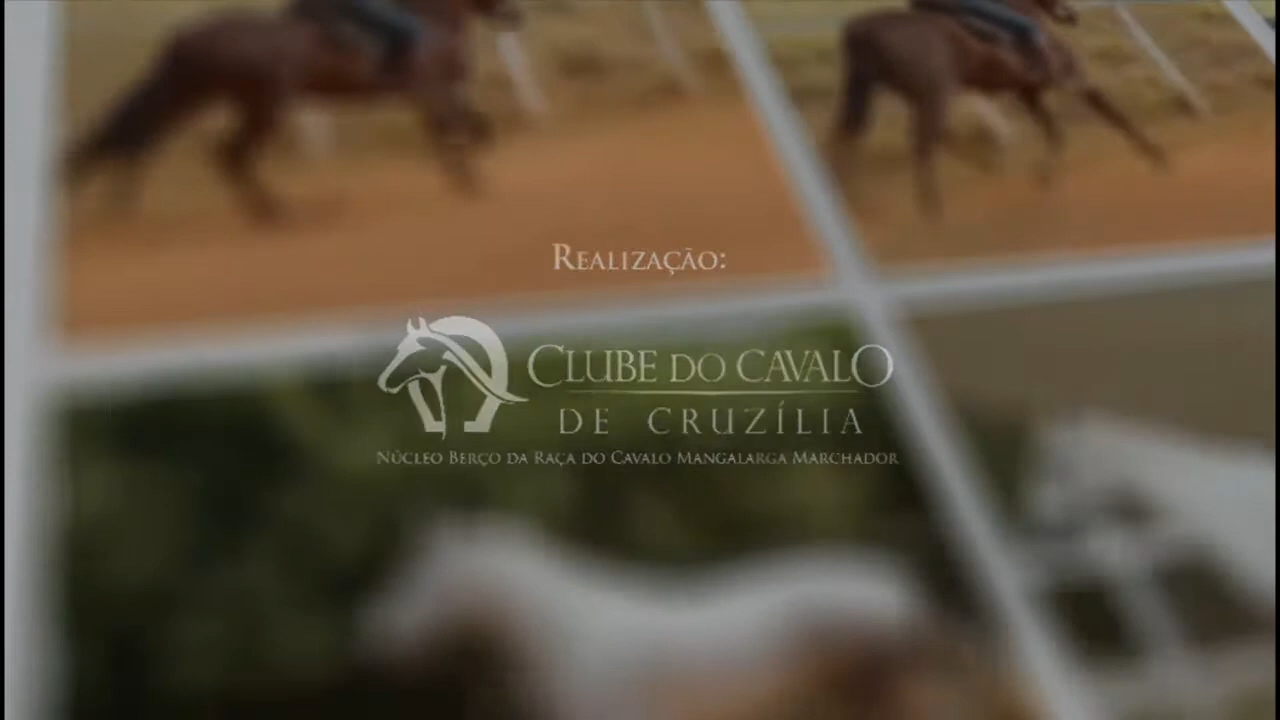 REALIZAÇÃO:
CLUBE DO CAVALO
DE CRUZÍLIA
NÚCLEO BERÇO DA RAÇA DO CAVALO MANGALARGA MARCHADOR